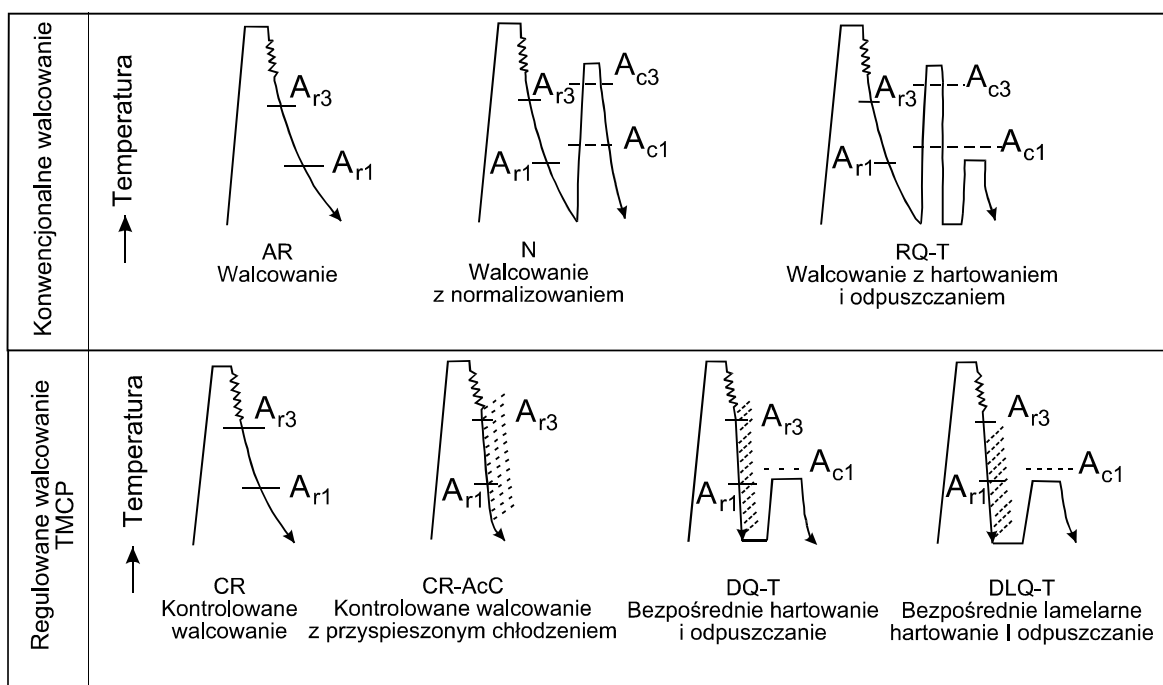 Konwencjonalne walcowanie
Temperatura
Ar3
Ar1
AR
Walcowanie
Ar3
Ac3
Ar1
Ac1
N
Walcowanie
z normalizowaniem
Ar3
Ac3
Ar1
Ac1
RQ-T
Walcowanie z hartowaniem
i odpuszczaniem
Regulowane walcowanie
TMCP
Temperatura
Ar3
Ar1
CR
Kontrolowane
walcowanie
Ar3
Ar1
CR-AcC
Kontrolowane walcowanie
z przyspieszonym chłodzeniem
Ar3
Ac1
Ar1
DQ-T
Bezpośrednie hartowanie
i odpuszczanie
Ar3
Ac1
Ar1
DLQ-T
Bezpośrednie lamelarne
hartowanie I odpuszczanie